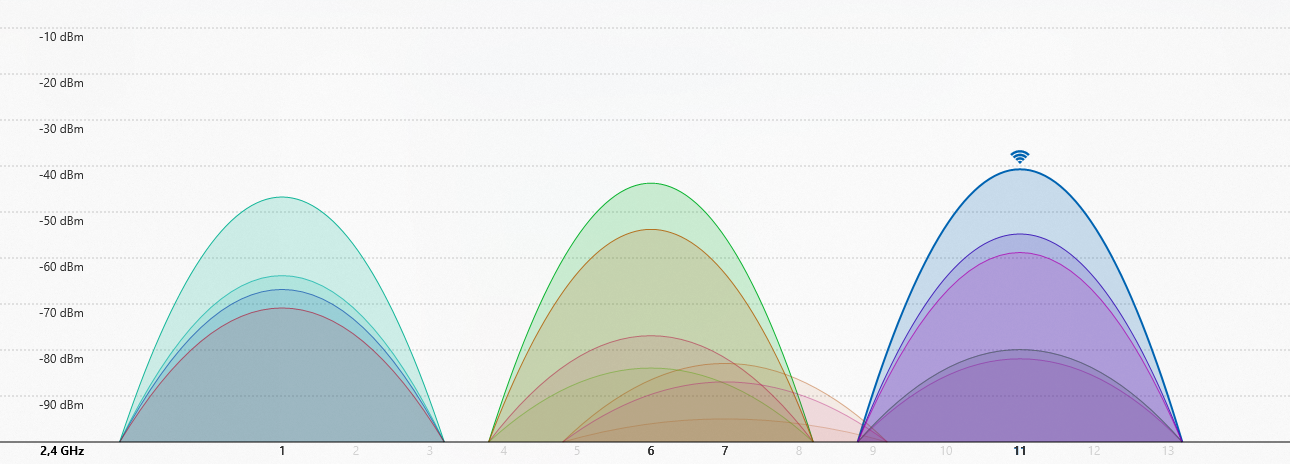 -10 dBm
-20 dBm
-30 dBm
-40 dBm
-50 dBm
-60 dBm
-70 dBm
-80 dBm
-90 dBm
2,4 GHz 1 2 3 4 5 6 7 8 9 10 11 12 13